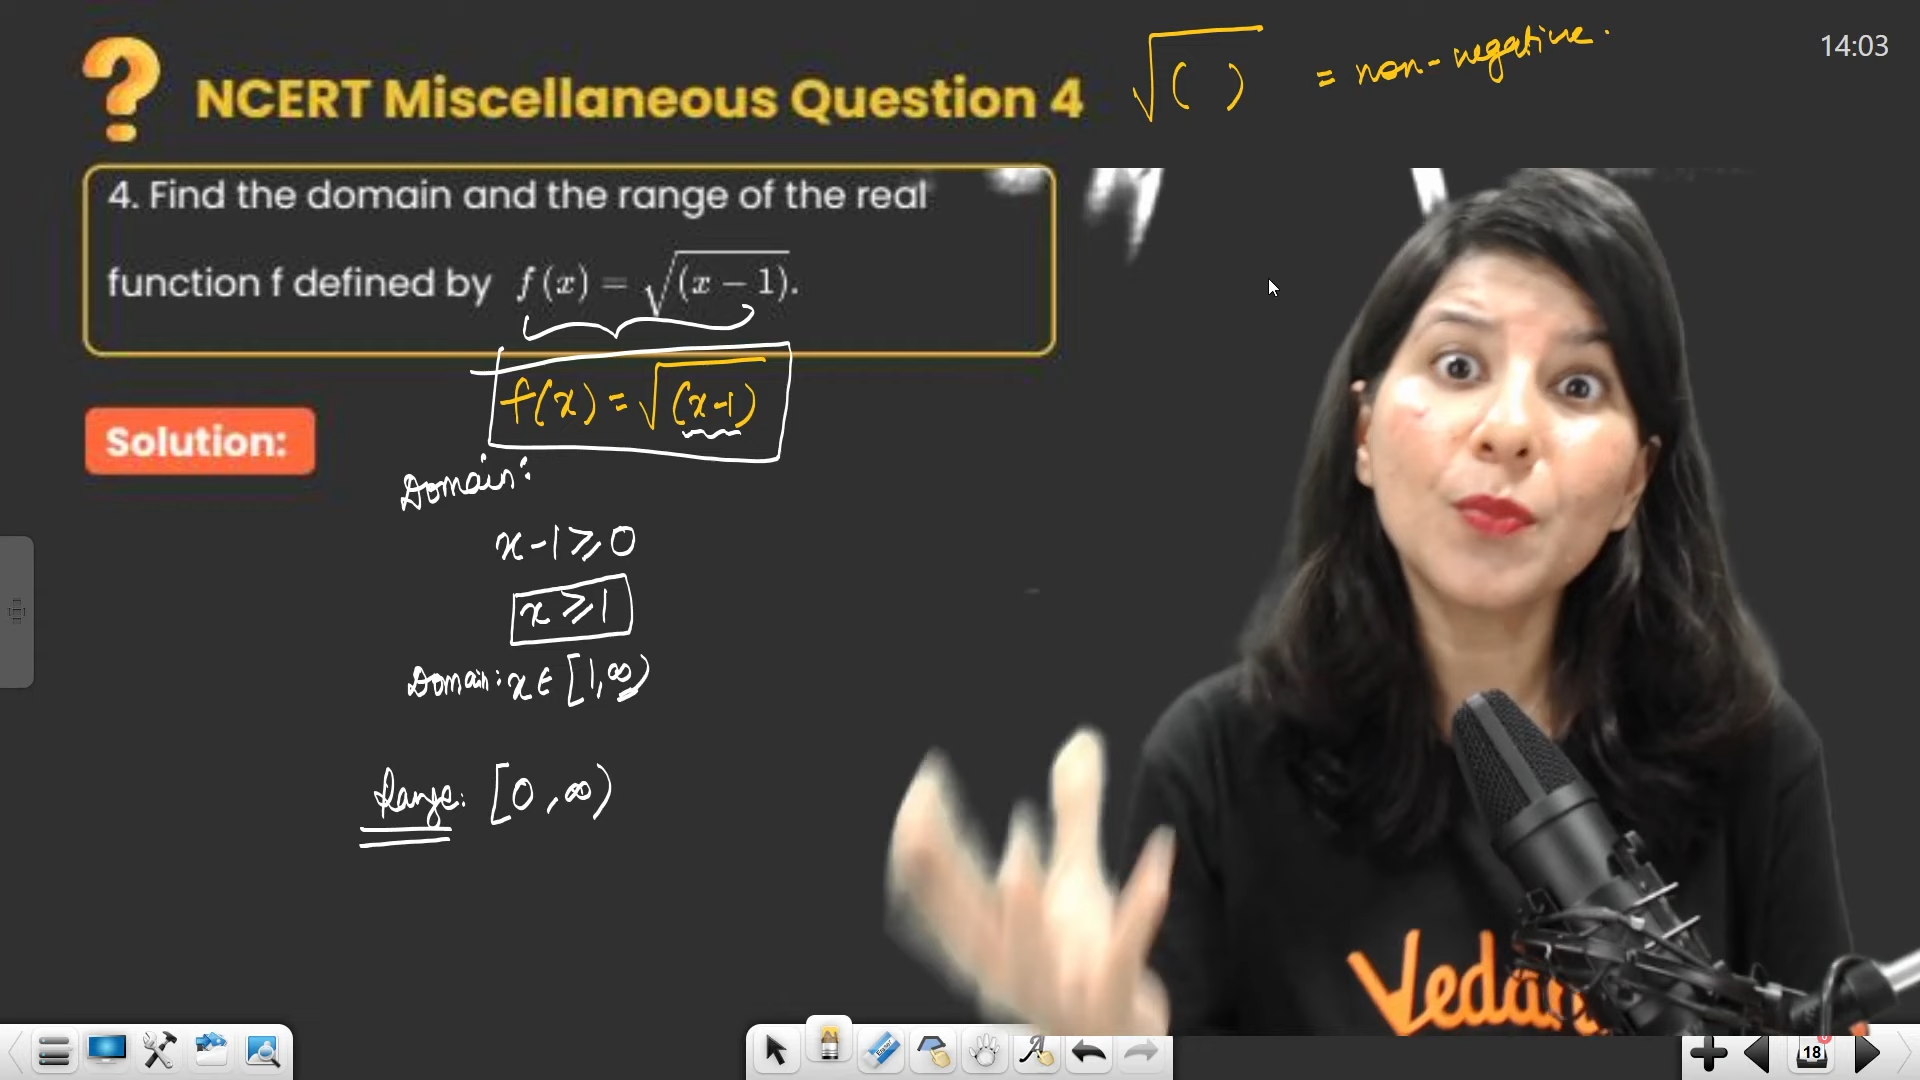 14:03
NCERT Miscellaneous Question 4
√( ) = non-negative.
4. Find the domain and the range of the real
function f defined by f(x) = √(x − 1).
f(x) = √(x-1)
Solution:
Domain:
x-1⩾0
x⩾1
Domain: x∈ [1,∞)
Range: [0,∞)
Vedan
Eraser
A
18